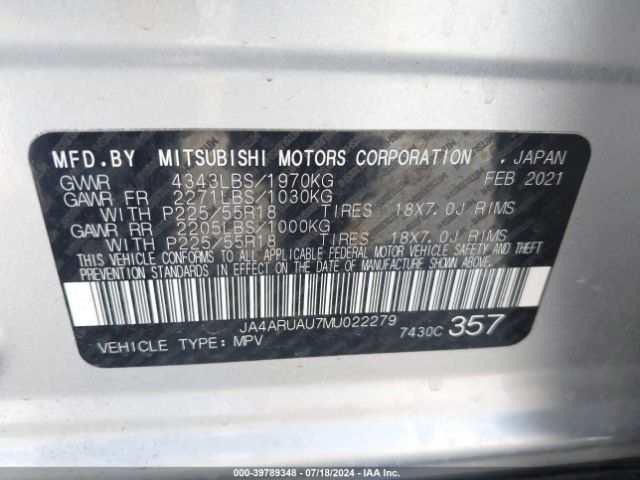 MFD.BY MITSUBISHI MOTORS CORPORATION . JAPAN
GVWR 4343LBS/1970KG FEB 2021
GAWR FR 2271LBS/1030KG
WITH P225/55R18 TIRES 18X7.0J RIMS
GAWR RR 2205LBS/1000KG
WITH P225/55R18 TIRES 18X7.0J RIMS
THIS VEHICLE CONFORMS TO ALL APPLICABLE FEDERAL MOTOR VEHICLE SAFETY AND THEFT
PREVENTION STANDARDS IN EFFECT ON THE DATE OF MANUFACTURE SHOWN ABOVE.
JA4ARUAU7MU022279
7430C 357
VEHICLE TYPE: MPV
000-39789348 - 07/18/2024 - IAAI.COM